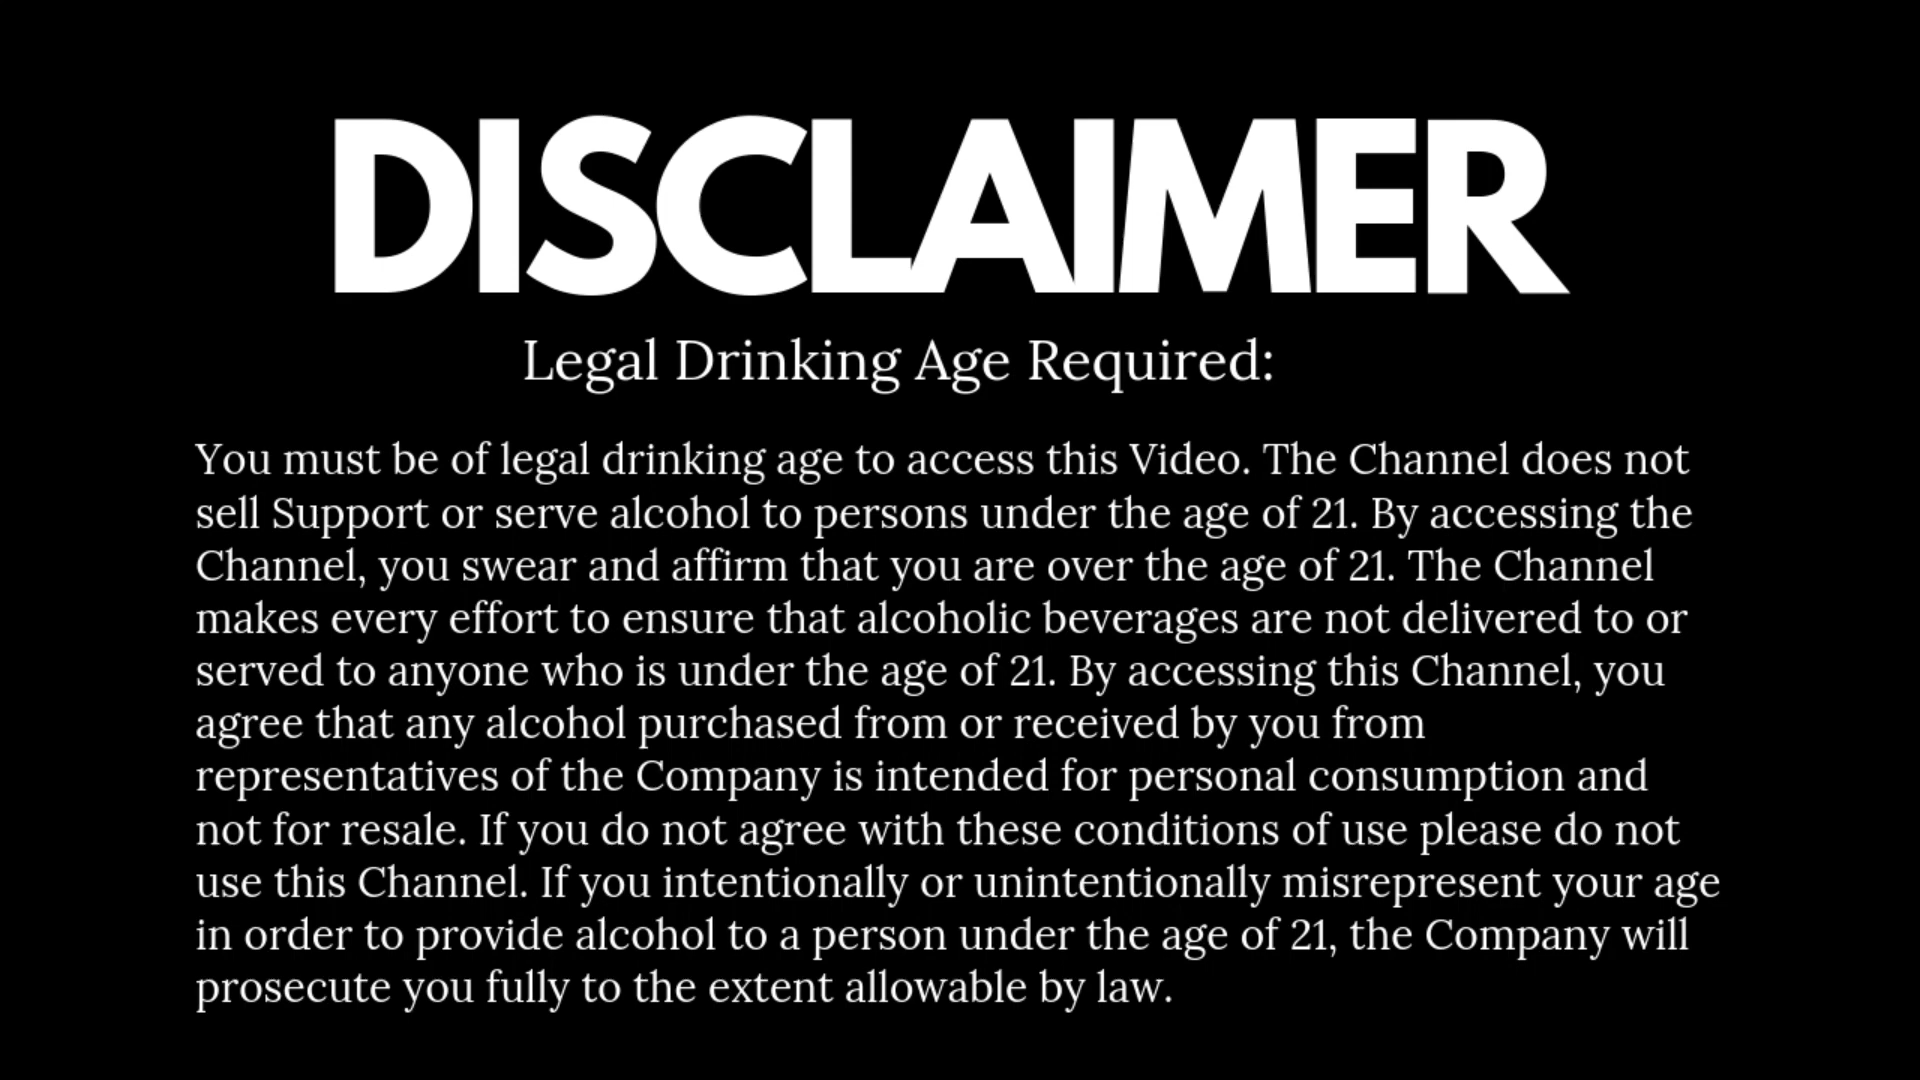 DISCLAIMER
Legal Drinking Age Required:
You must be of legal drinking age to access this Video. The Channel does not
sell Support or serve alcohol to persons under the age of 21. By accessing the
Channel, you swear and affirm that you are over the age of 21. The Channel
makes every effort to ensure that alcoholic beverages are not delivered to or
served to anyone who is under the age of 21. By accessing this Channel, you
agree that any alcohol purchased from or received by you from
representatives of the Company is intended for personal consumption and
not for resale. If you do not agree with these conditions of use please do not
use this Channel. If you intentionally or unintentionally misrepresent your age
in order to provide alcohol to a person under the age of 21, the Company will
prosecute you fully to the extent allowable by law.